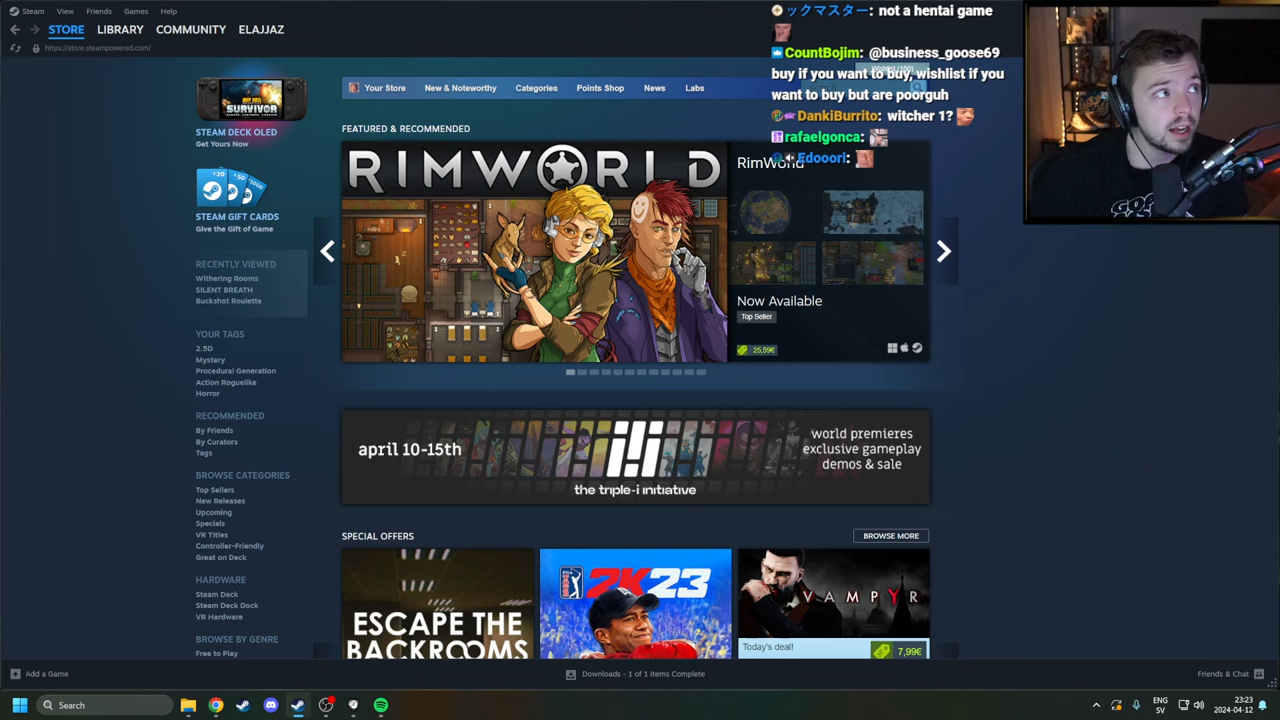 Steam View Friends Games Help
STORE LIBRARY COMMUNITY ELAJJAZ
https://store.steampowered.com/
ックマスター: not a hentai game
CountBojim: @business_goose69
buy if you want to buy, wishlist if you
want to buy but are poorguh
DankiBurrito: witcher 1?
rafaelgonca:
Edooori:
Wishlist (150)
Your Store New & Noteworthy Categories Points Shop News Labs
SURVIVOR
STEAM DECK OLED
Get Yours Now
STEAM GIFT CARDS
Give the Gift of Game
RECENTLY VIEWED
Withering Rooms
SILENT BREATH
Buckshot Roulette
YOUR TAGS
2.5D
Mystery
Procedural Generation
Action Roguelike
Horror
RECOMMENDED
By Friends
By Curators
Tags
BROWSE CATEGORIES
Top Sellers
New Releases
Upcoming
Specials
VR Titles
Controller-Friendly
Great on Deck
HARDWARE
Steam Deck
Steam Deck Dock
VR Hardware
BROWSE BY GENRE
Free to Play
FEATURED & RECOMMENDED
RIMWORLD
RimWorld
Now Available
Top Seller
25,59€
april 10-15th
the triple-i initiative
world premieres
exclusive gameplay
demos & sale
SPECIAL OFFERS
BROWSE MORE
ESCAPE THE
BACKROOMS
PGA TOUR 2K23
VAMPYR
Today's deal!
7,99€
Add a Game
Downloads - 1 of 1 Items Complete
Friends & Chat
Search
ENG
SV
23:23
2024-04-12